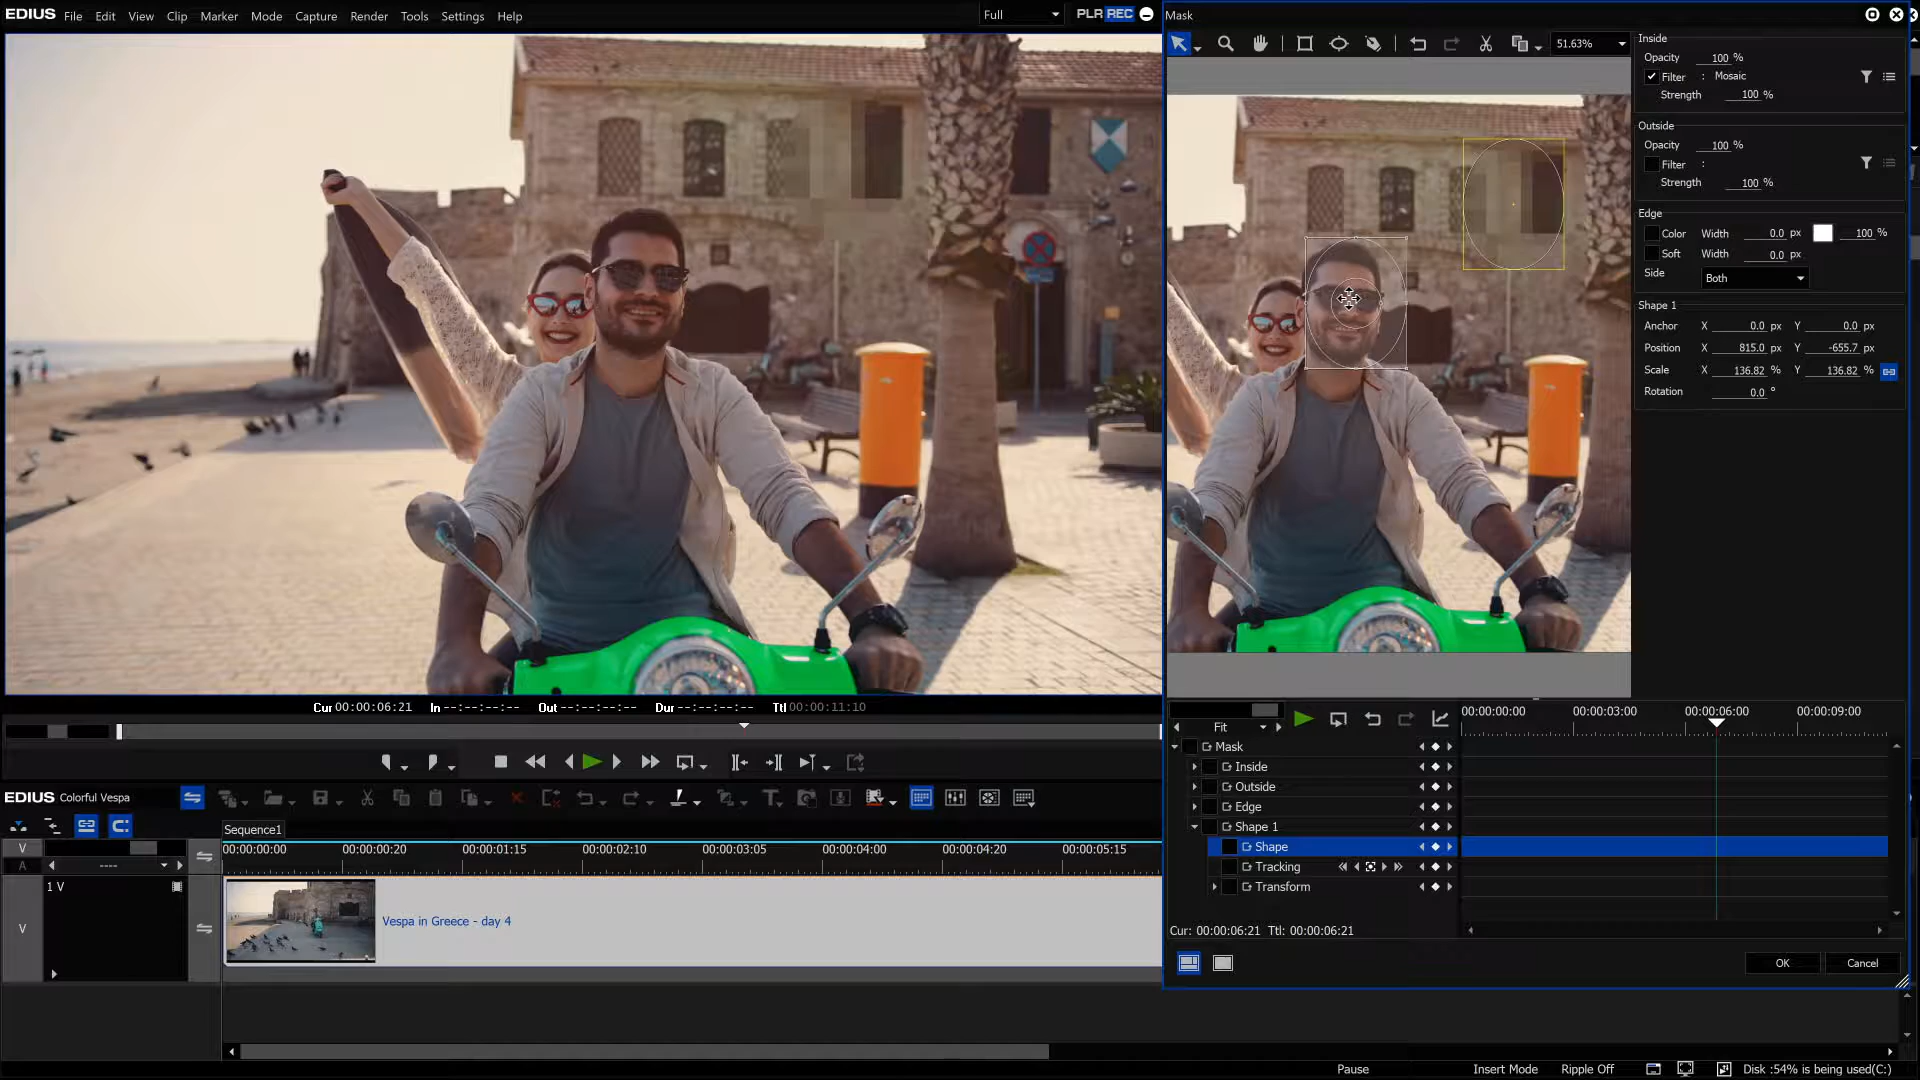 EDIUS File Edit View Clip Marker Mode Capture Render Tools Settings Help
Full
PLR REC
Cur 00:00:06:21 In --:--:--:-- Out --:--:--:-- Dur --:--:--:-- Ttl 00:00:11:10
EDIUS Colorful Vespa
Sequence1
00:00:00:00 00:00:00:20 00:00:01:15 00:00:02:10 00:00:03:05 00:00:04:00 00:00:04:20 00:00:05:15
V
A
----
1 V
V
Vespa in Greece - day 4
Mask
51.63%
Inside
Opacity 100 %
Filter : Mosaic
Strength 100 %
Outside
Opacity 100 %
Filter :
Strength 100 %
Edge
Color Width 0.0 px 100 %
Soft Width 0.0 px
Side Both
Shape 1
Anchor X 0.0 px Y 0.0 px
Position X 815.0 px Y -655.7 px
Scale X 136.82 % Y 136.82 %
Rotation 0.0 °
Fit
00:00:00:00 00:00:03:00 00:00:06:00 00:00:09:00
Mask
Inside
Outside
Edge
Shape 1
Shape
Tracking
Transform
Cur: 00:00:06:21 Ttl: 00:00:06:21
OK Cancel
Pause Insert Mode Ripple Off Disk :54% is being used(C:)